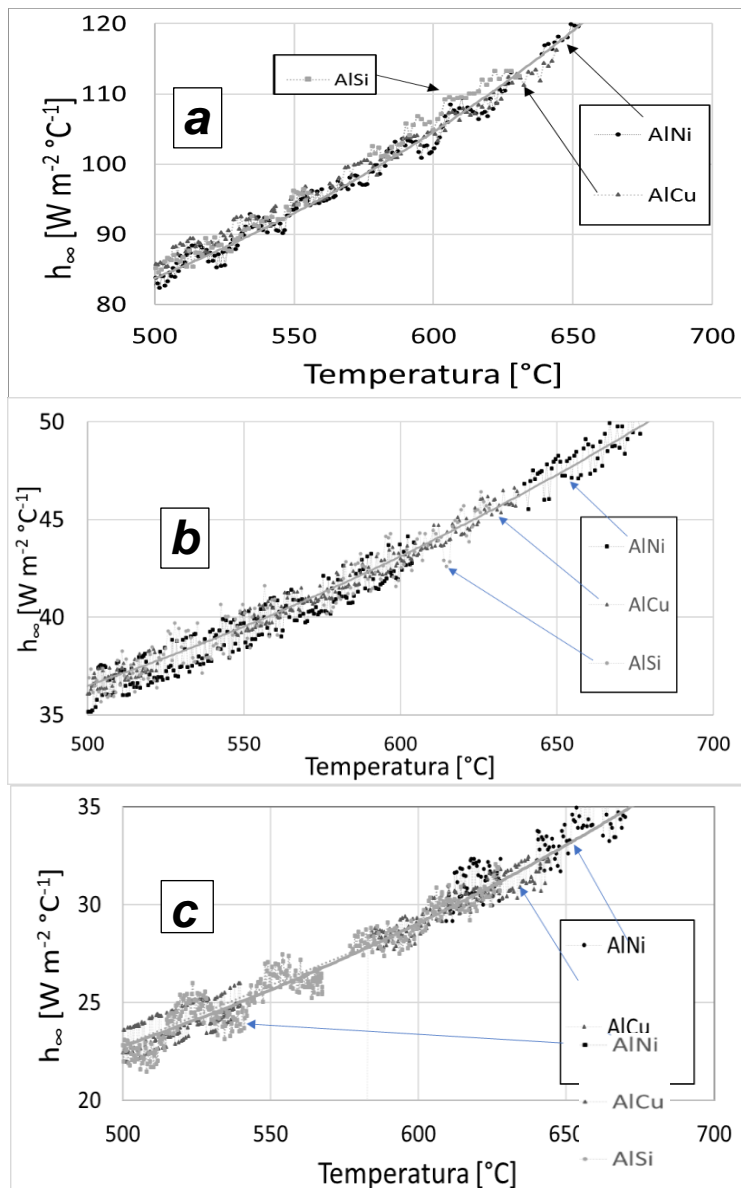 120
110
100
90
80
h∞ [W m-2 °C-1]
a
AlSi
AlNi
AlCu
500 550 600 650 700
Temperatura [°C]
50
45
40
35
h∞ [W m-2 °C-1]
b
AlNi
AlCu
AlSi
500 550 600 650 700
Temperatura [°C]
35
30
25
20
h∞ [W m-2 °C-1]
c
AlNi
AlCu
AlNi
AlCu
AlSi
500 550 600 650 700
Temperatura [°C]